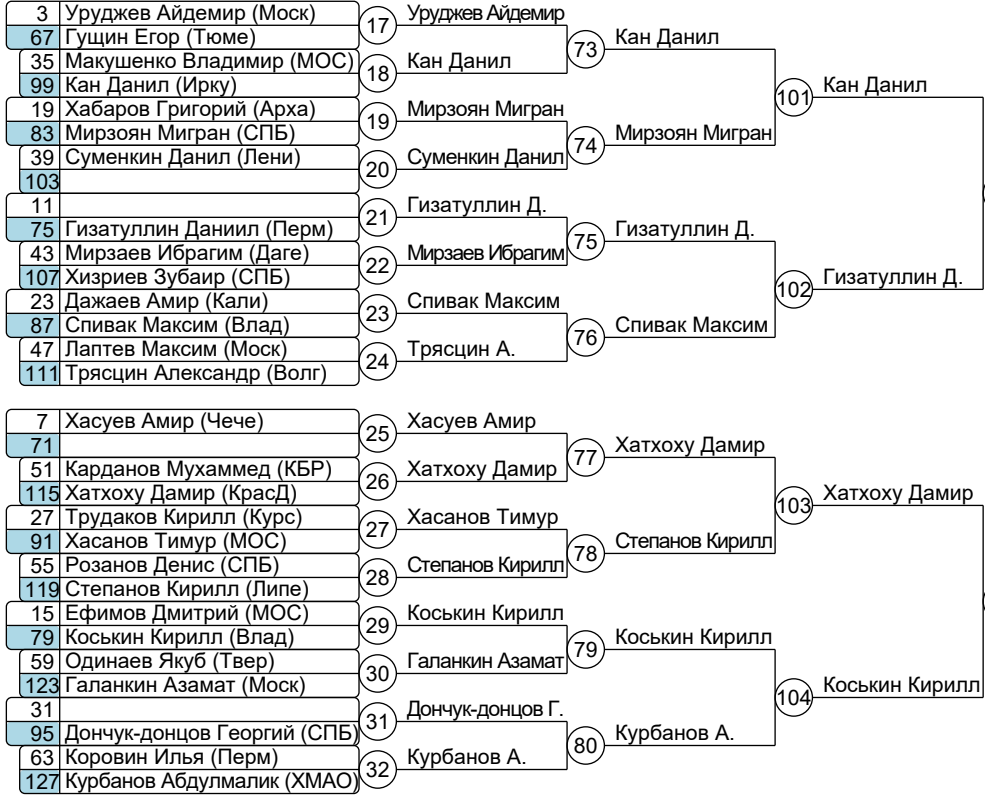 3 Уруджев Айдемир (Моск)
67 Гущин Егор (Тюме)
35 Макушенко Владимир (МОС)
99 Кан Данил (Ирку)
19 Хабаров Григорий (Арха)
83 Мирзоян Мигран (СПБ)
39 Суменкин Данил (Лени)
103
11
75 Гизатуллин Даниил (Перм)
43 Мирзаев Ибрагим (Даге)
107 Хизриев Зубаир (СПБ)
23 Дажаев Амир (Кали)
87 Спивак Максим (Влад)
47 Лаптев Максим (Моск)
111 Трясцин Александр (Волг)
7 Хасуев Амир (Чече)
71
51 Карданов Мухаммед (КБР)
115 Хатхоху Дамир (КрасД)
27 Трудаков Кирилл (Курс)
91 Хасанов Тимур (МОС)
55 Розанов Денис (СПБ)
119 Степанов Кирилл (Липе)
15 Ефимов Дмитрий (МОС)
79 Коськин Кирилл (Влад)
59 Одинаев Якуб (Твер)
123 Галанкин Азамат (Моск)
31
95 Дончук-донцов Георгий (СПБ)
63 Коровин Илья (Перм)
127 Курбанов Абдулмалик (ХМАО)
17 Уруджев Айдемир
18 Кан Данил
19 Мирзоян Мигран
20 Суменкин Данил
21 Гизатуллин Д.
22 Мирзаев Ибрагим
23 Спивак Максим
24 Трясцин А.
25 Хасуев Амир
26 Хатхоху Дамир
27 Хасанов Тимур
28 Степанов Кирилл
29 Коськин Кирилл
30 Галанкин Азамат
31 Дончук-донцов Г.
32 Курбанов А.
73 Кан Данил
74 Мирзоян Мигран
75 Гизатуллин Д.
76 Спивак Максим
77 Хатхоху Дамир
78 Степанов Кирилл
79 Коськин Кирилл
80 Курбанов А.
101 Кан Данил
102 Гизатуллин Д.
103 Хатхоху Дамир
104 Коськин Кирилл